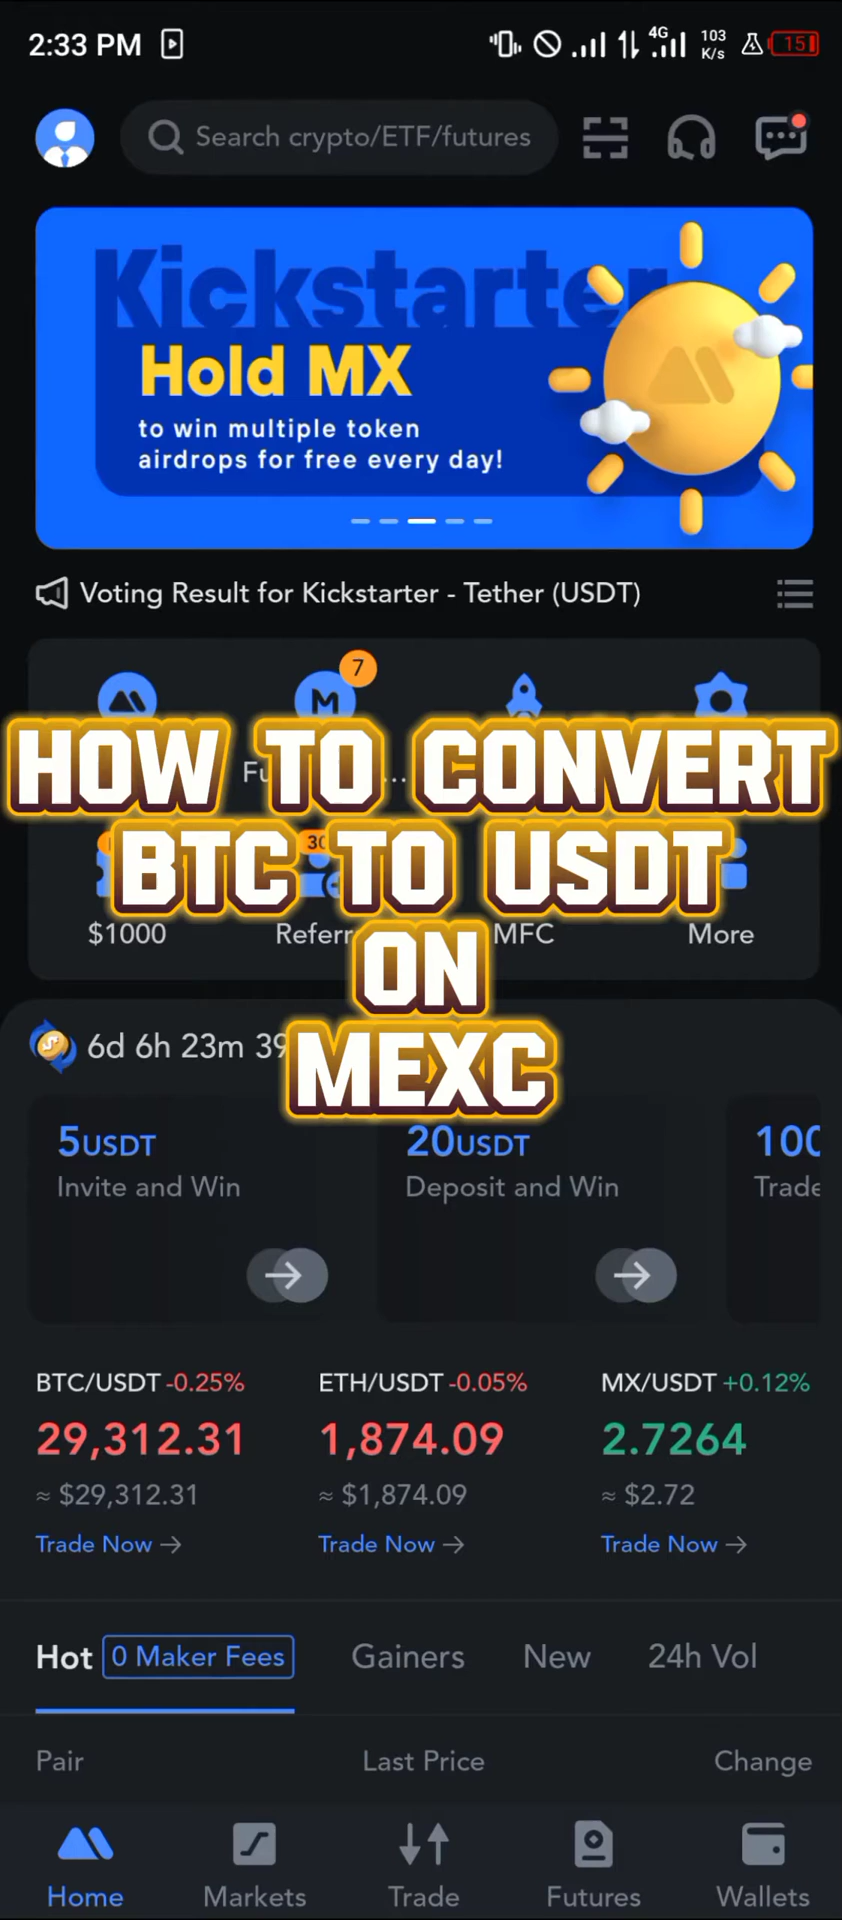 2:33 PM
4G
103
K/s
15
Search crypto/ETF/futures
Kickstarter
Hold MX
to win multiple token
airdrops for free every day!
Voting Result for Kickstarter - Tether (USDT)
7
HOW TO CONVERT
BTC TO USDT
ON
MEXC
$1000
MFC
More
6d 6h 23m 39
5USDT
Invite and Win
20USDT
Deposit and Win
100
Trade
BTC/USDT -0.25%
29,312.31
≈ $29,312.31
Trade Now →
ETH/USDT -0.05%
1,874.09
≈ $1,874.09
Trade Now →
MX/USDT +0.12%
2.7264
≈ $2.72
Trade Now →
Hot 0 Maker Fees Gainers New 24h Vol
Pair Last Price Change
Home Markets Trade Futures Wallets